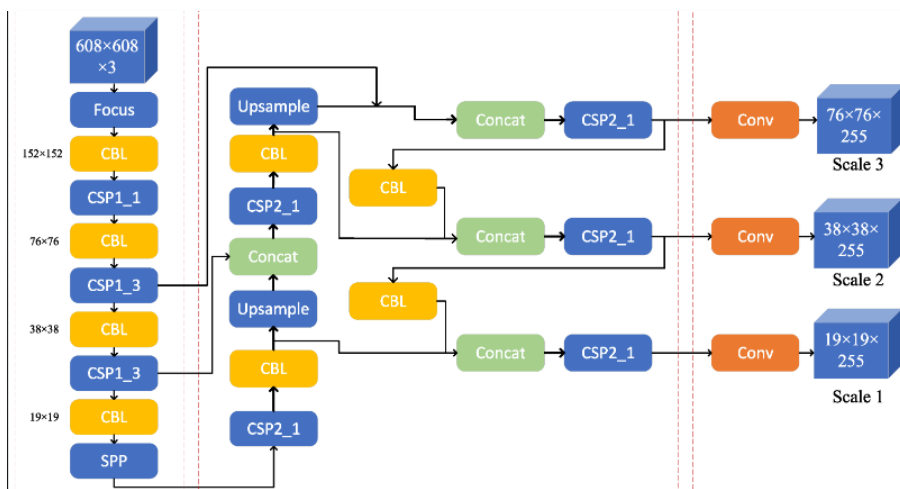 608×608
×3
Focus
152×152
CBL
CSP1_1
76×76
CBL
CSP1_3
38×38
CBL
CSP1_3
19×19
CBL
SPP
Upsample
CBL
CSP2_1
Concat
Upsample
CBL
CSP2_1
CBL
CBL
Concat
CSP2_1
Concat
CSP2_1
Concat
CSP2_1
Conv
76×76×
255
Scale 3
Conv
38×38×
255
Scale 2
Conv
19×19×
255
Scale 1